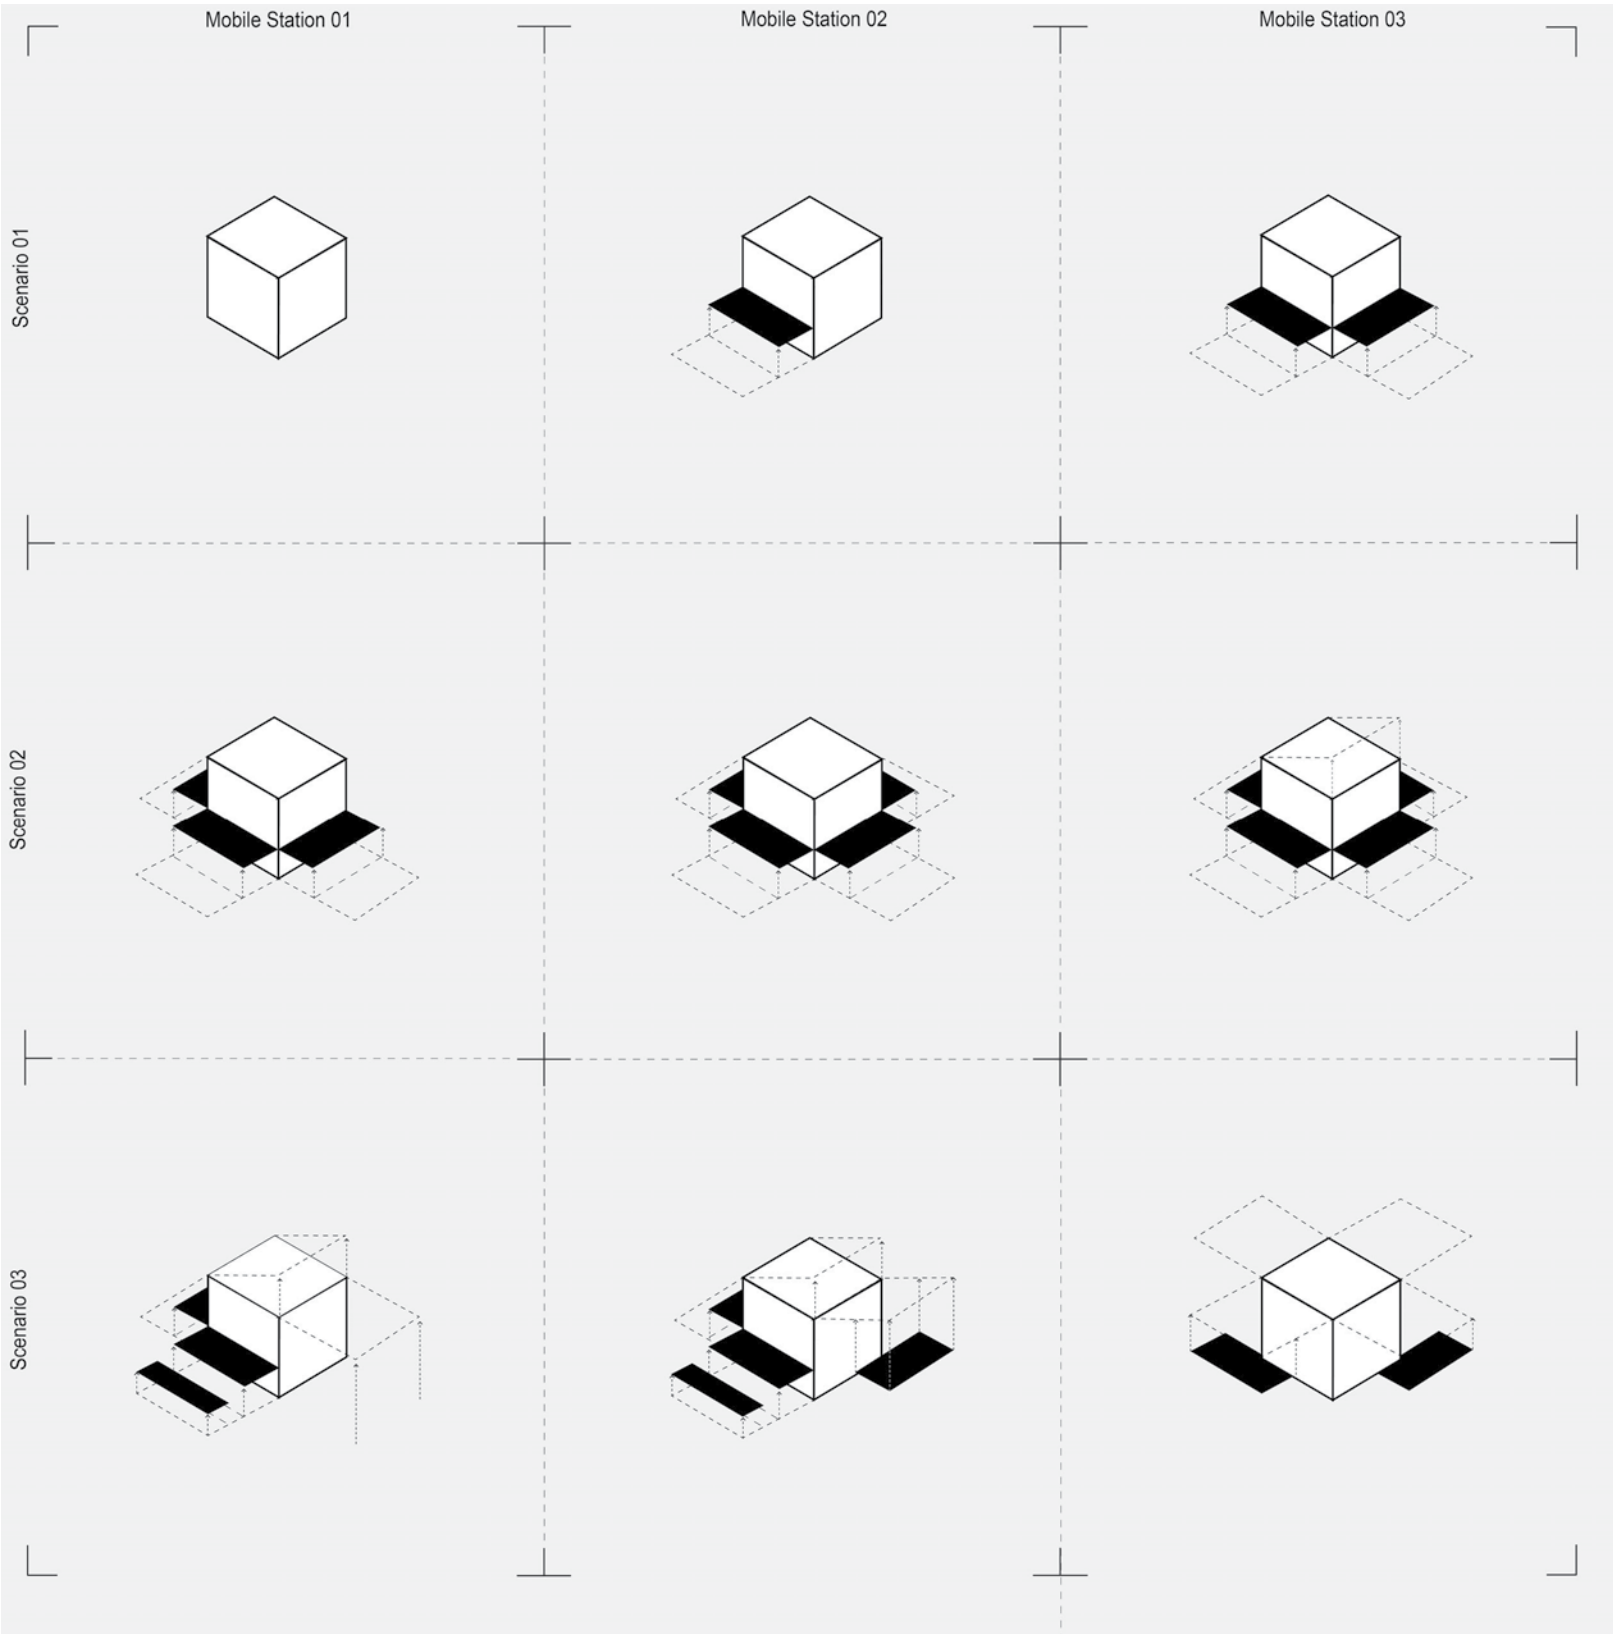 Mobile Station 01
Mobile Station 02
Mobile Station 03
Scenario 01
Scenario 02
Scenario 03